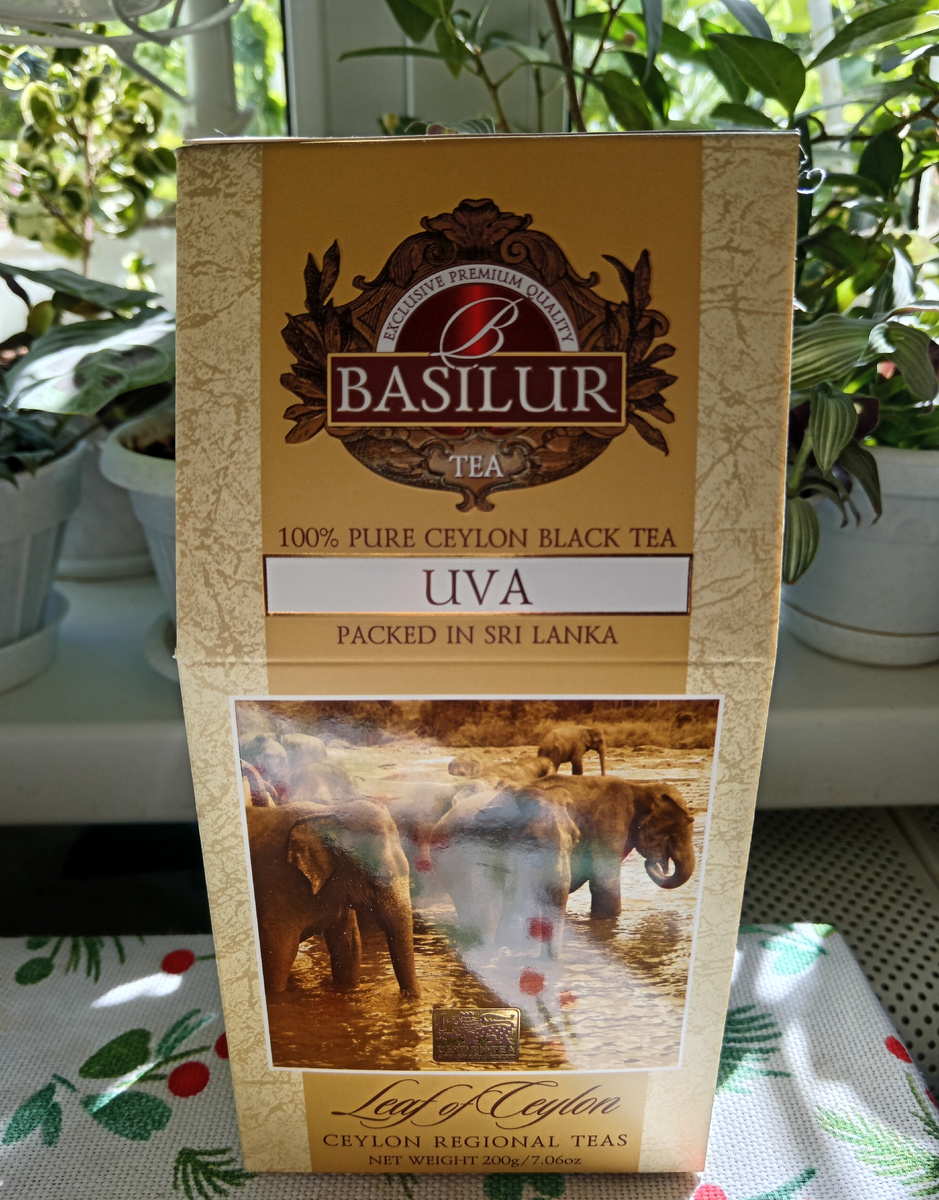 EXCLUSIVE PREMIUM QUALITY
B
BASILUR
TEA
100% PURE CEYLON BLACK TEA
UVA
PACKED IN SRI LANKA
Leaf of Ceylon
CEYLON REGIONAL TEAS
NET WEIGHT 200g/7.06oz